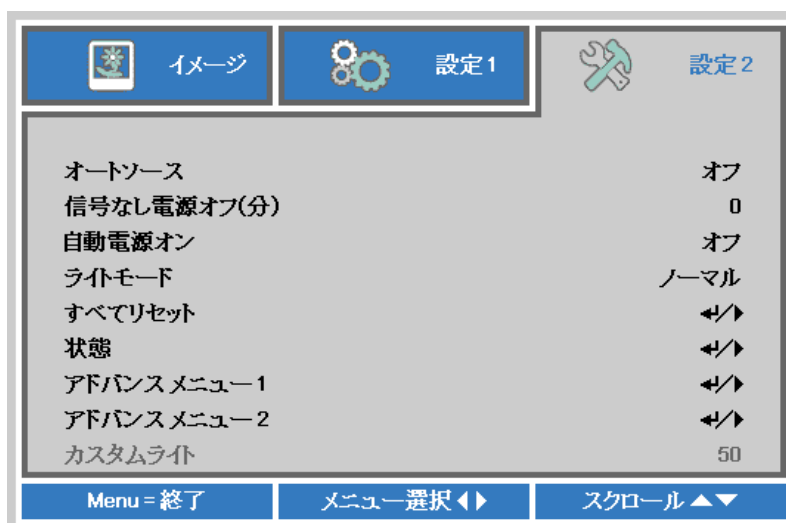 イメージ 設定1 設定2
オートソース オフ
信号なし電源オフ(分) 0
自動電源オン オフ
ライトモード ノーマル
すべてリセット ↵/▶
状態 ↵/▶
アドバンスメニュー1 ↵/▶
アドバンスメニュー2 ↵/▶
カスタムライト 50
Menu=終了 メニュー選択◀▶ スクロール▲▼